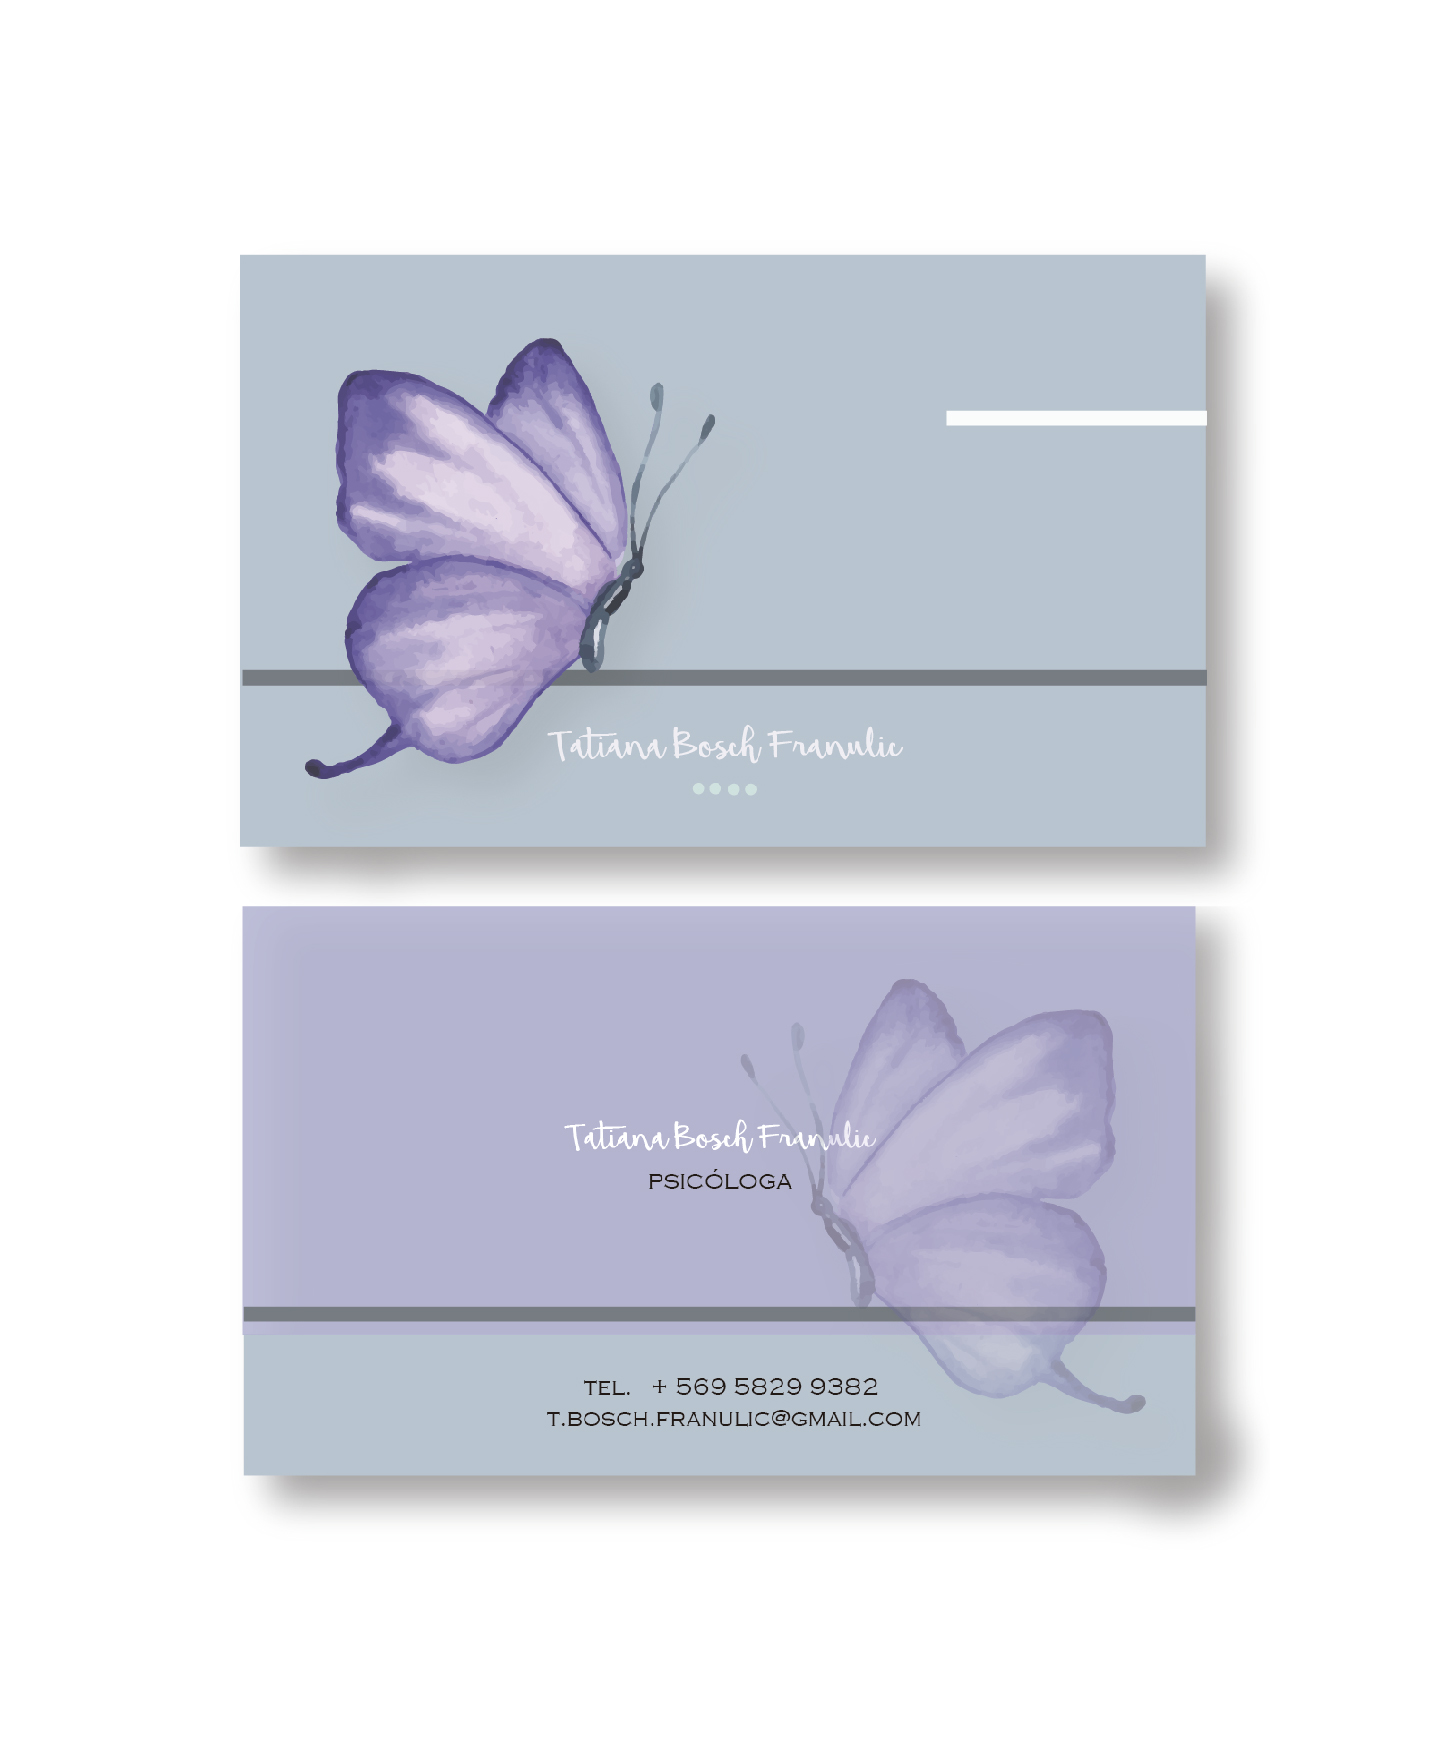 Tatiana Bosch Franulic
Tatiana Bosch Franulic
PSICÓLOGA
TEL. + 569 5829 9382
T.BOSCH.FRANULIC@GMAIL.COM